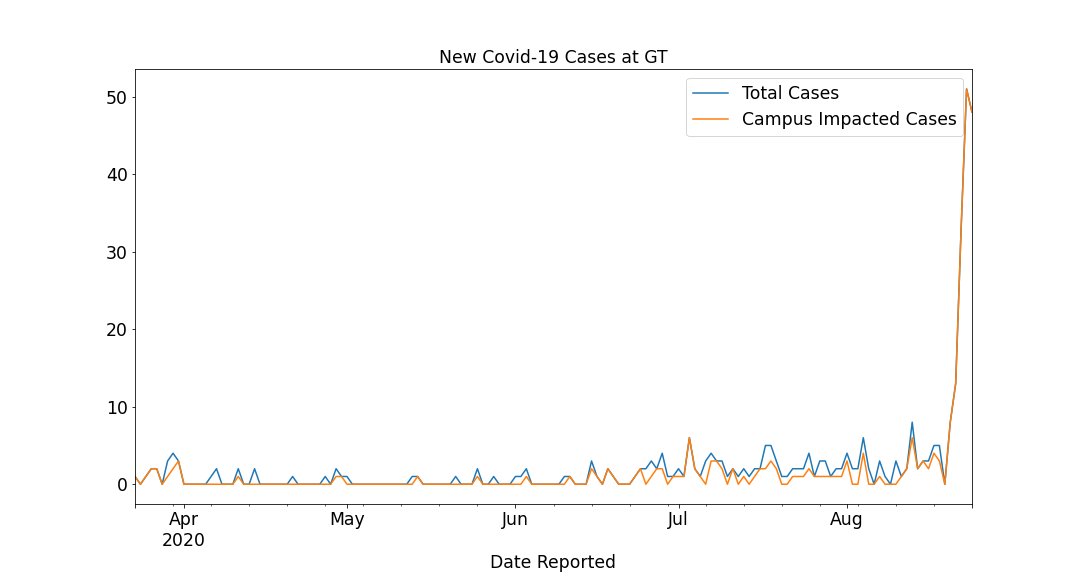 New Covid-19 Cases at GT
Total Cases
Campus Impacted Cases
50
40
30
20
10
0
Apr
2020
May
Jun
Jul
Aug
Date Reported